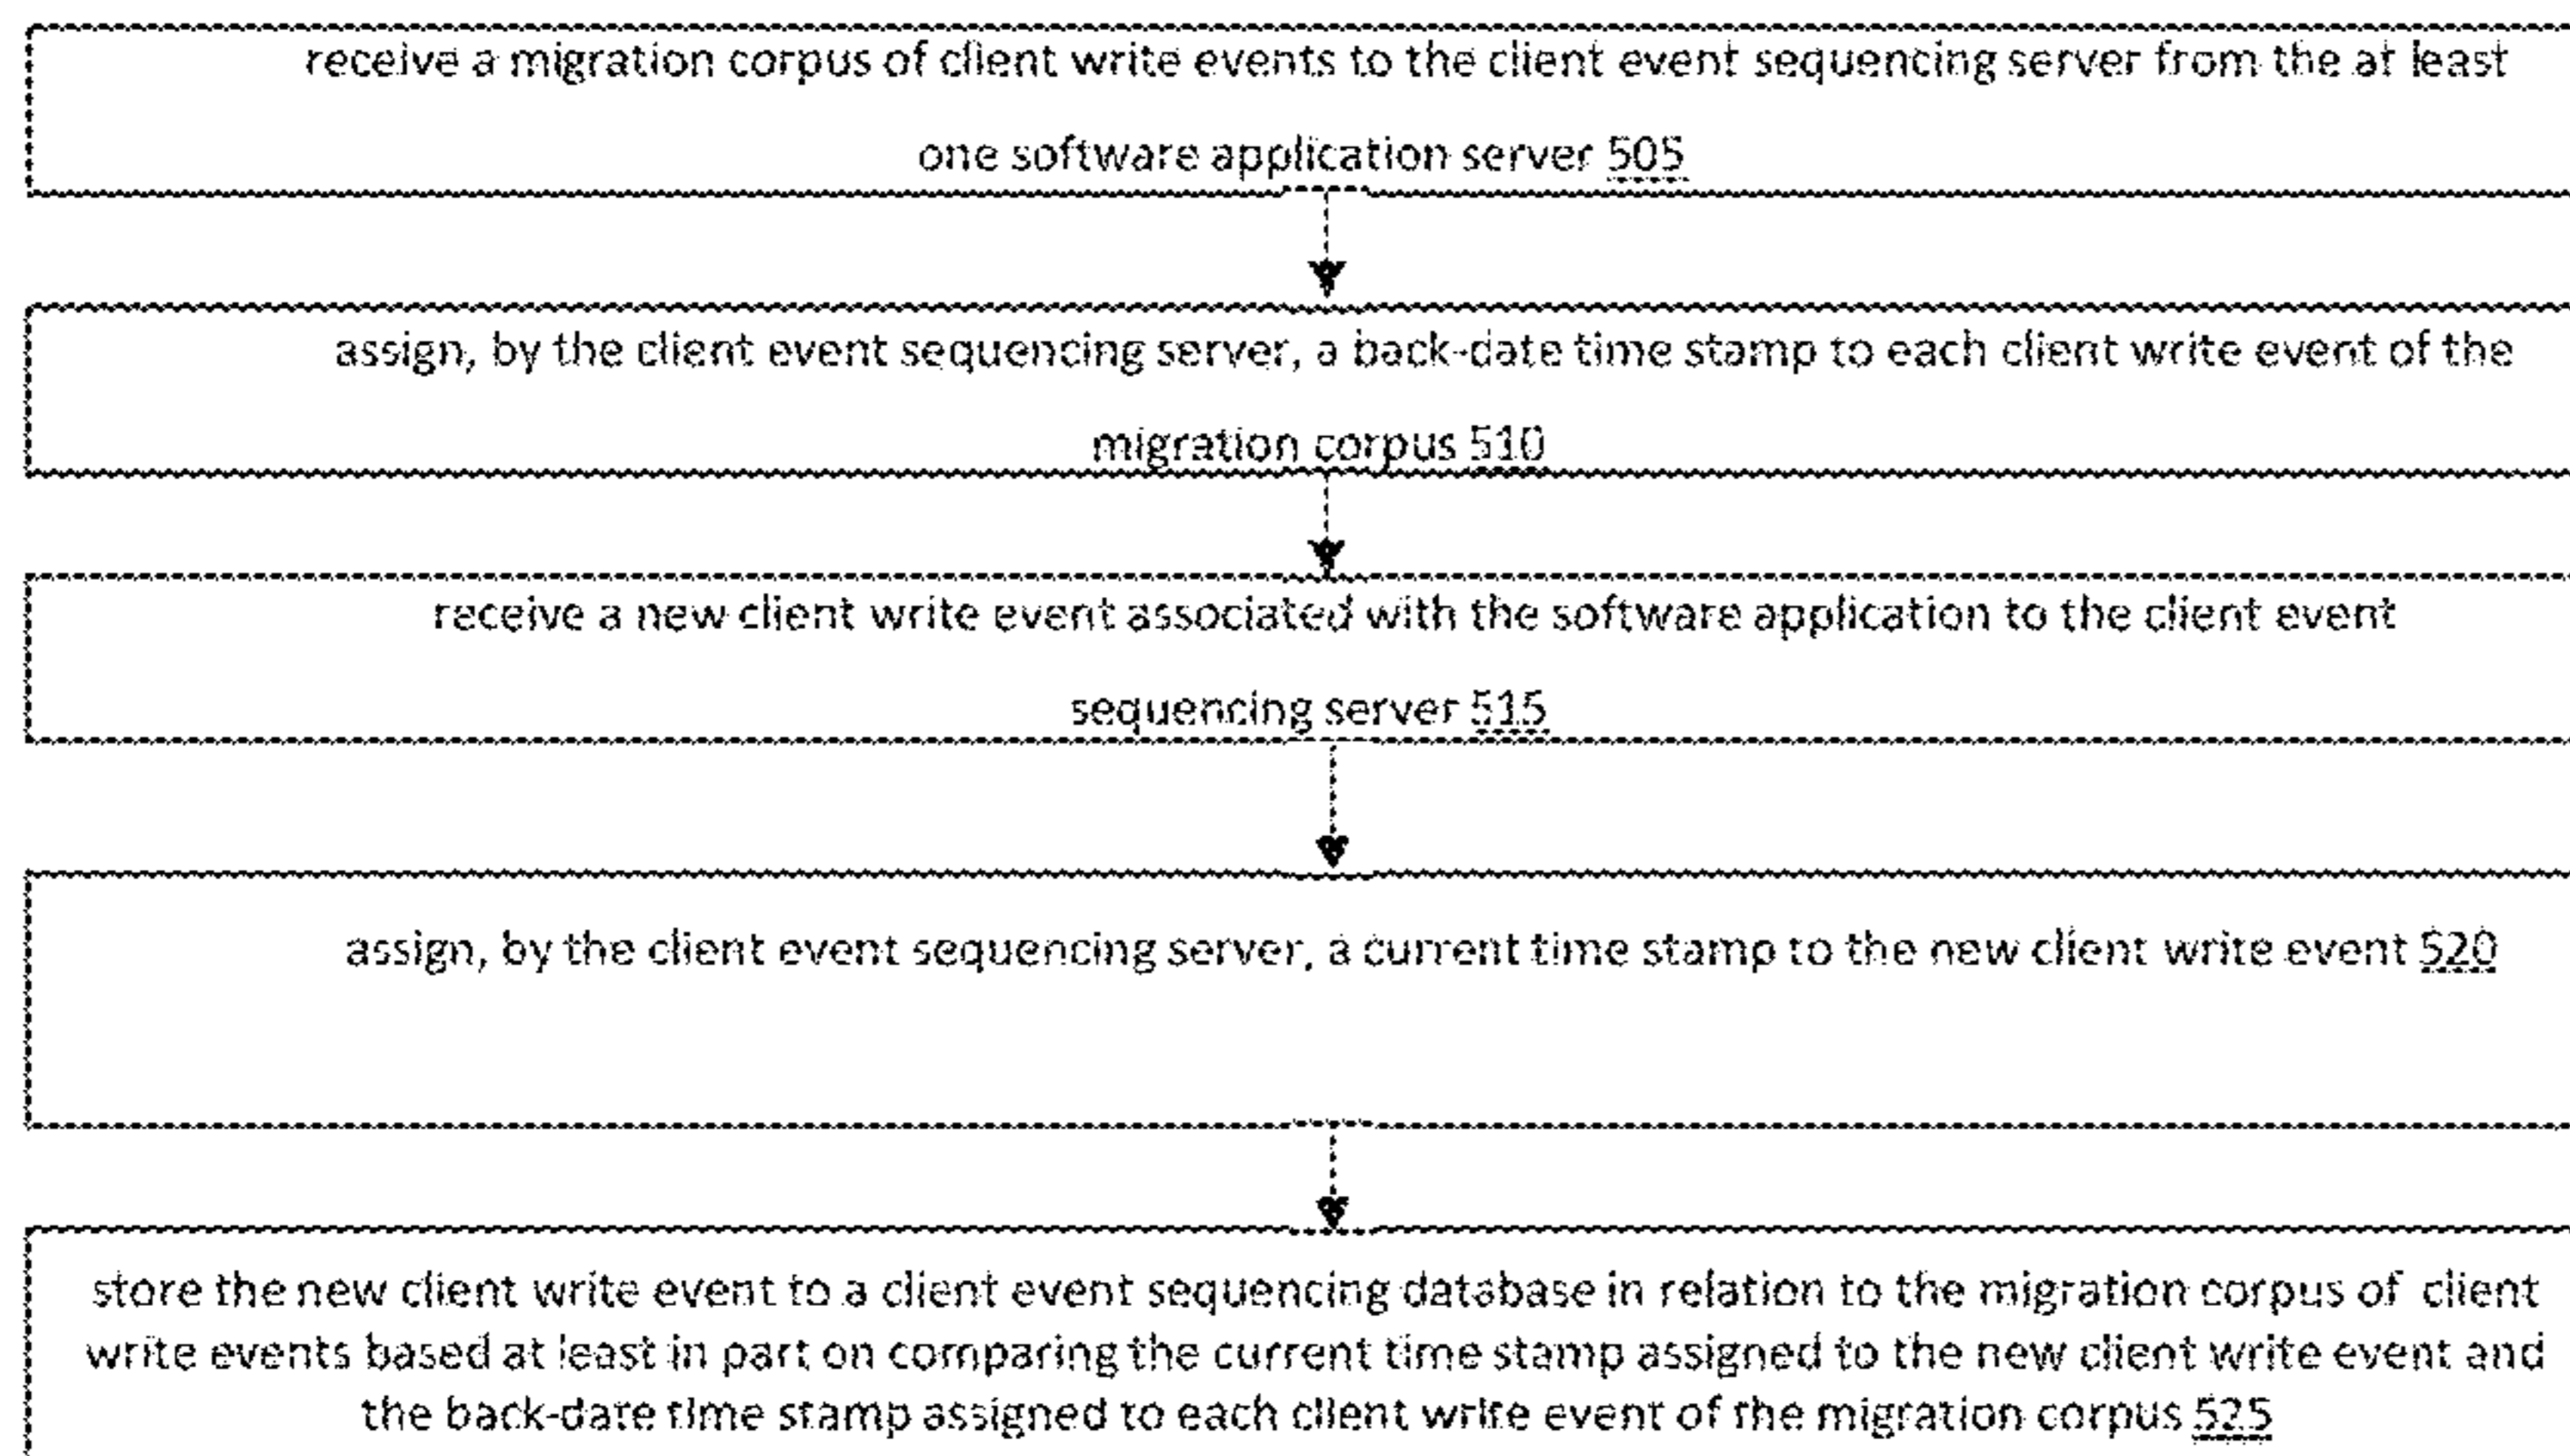 receive a migration corpus of client write events to the client event sequencing server from the at least
one software application server 505
assign, by the client event sequencing server, a back-date time stamp to each client write event of the
migration corpus 510
receive a new client write event associated with the software application to the client event
sequencing server 515
assign, by the client event sequencing server, a current time stamp to the new client write event 520
store the new client write event to a client event sequencing database in relation to the migration corpus of client
write events based at least in part on comparing the current time stamp assigned to the new client write event and
the back-date time stamp assigned to each client write event of the migration corpus 525